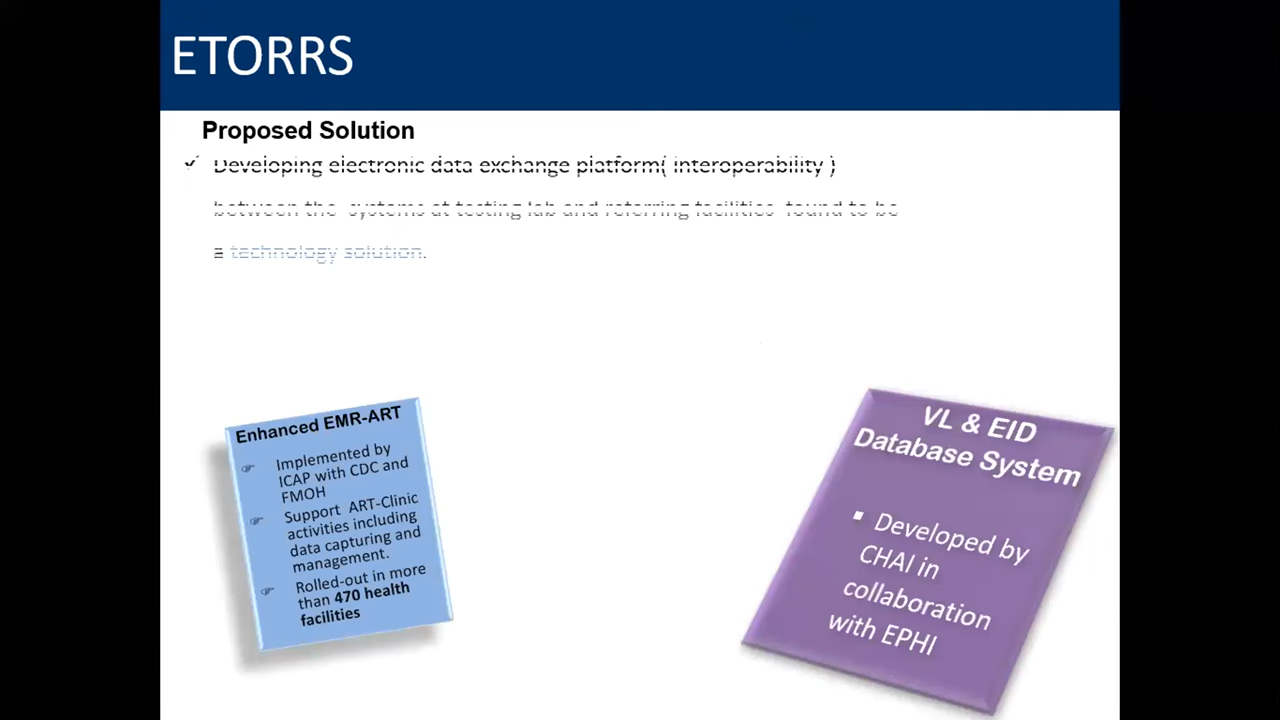 ETORRS
Proposed Solution
✓ Developing electronic data exchange platform( interoperability )
between the systems at testing lab and referring facilities found to be
a technology solution.
Enhanced EMR-ART
☞ Implemented by
ICAP with CDC and
FMOH
☞ Support ART-Clinic
activities including
data capturing and
management.
☞ Rolled-out in more
than 470 health
facilities
VL & EID
Database System
▪ Developed by
CHAI in
collaboration
with EPHI